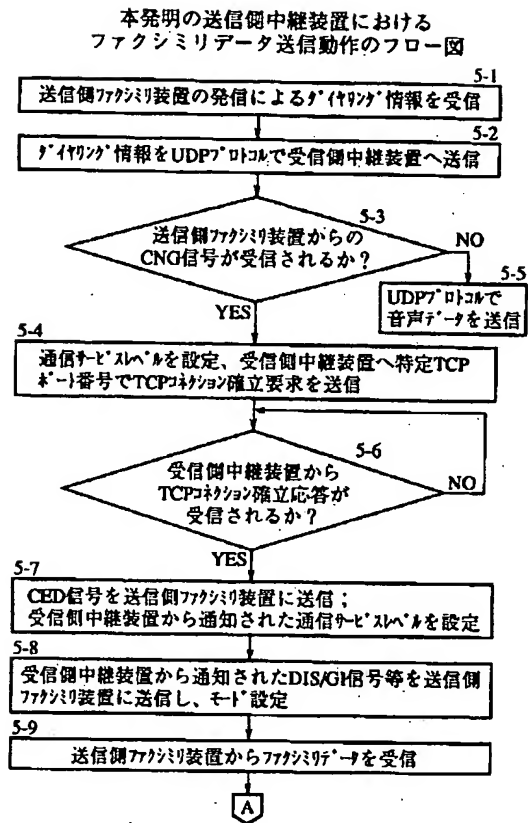 本発明の送信側中継装置における
ファクシミリデータ送信動作のフロー図
5-1
送信側ファクシミリ装置の発信によるダイヤリング情報を受信
5-2
ダイヤリング情報をUDPプロトコルで受信側中継装置へ送信
5-3
送信側ファクシミリ装置からの
CNG信号が受信されるか?
NO
YES
5-5
UDPプロトコルで
音声データを送信
5-4
通信サービスレベルを設定、受信側中継装置へ特定TCP
ポート番号でTCPコネクション確立要求を送信
5-6
受信側中継装置から
TCPコネクション確立応答が
受信されるか?
NO
YES
5-7
CED信号を送信側ファクシミリ装置に送信;
受信側中継装置から通知された通信サービスレベルを設定
5-8
受信側中継装置から通知されたDIS/GI信号等を送信側
ファクシミリ装置に送信し、モード設定
5-9
送信側ファクシミリ装置からファクシミリデータを受信
A